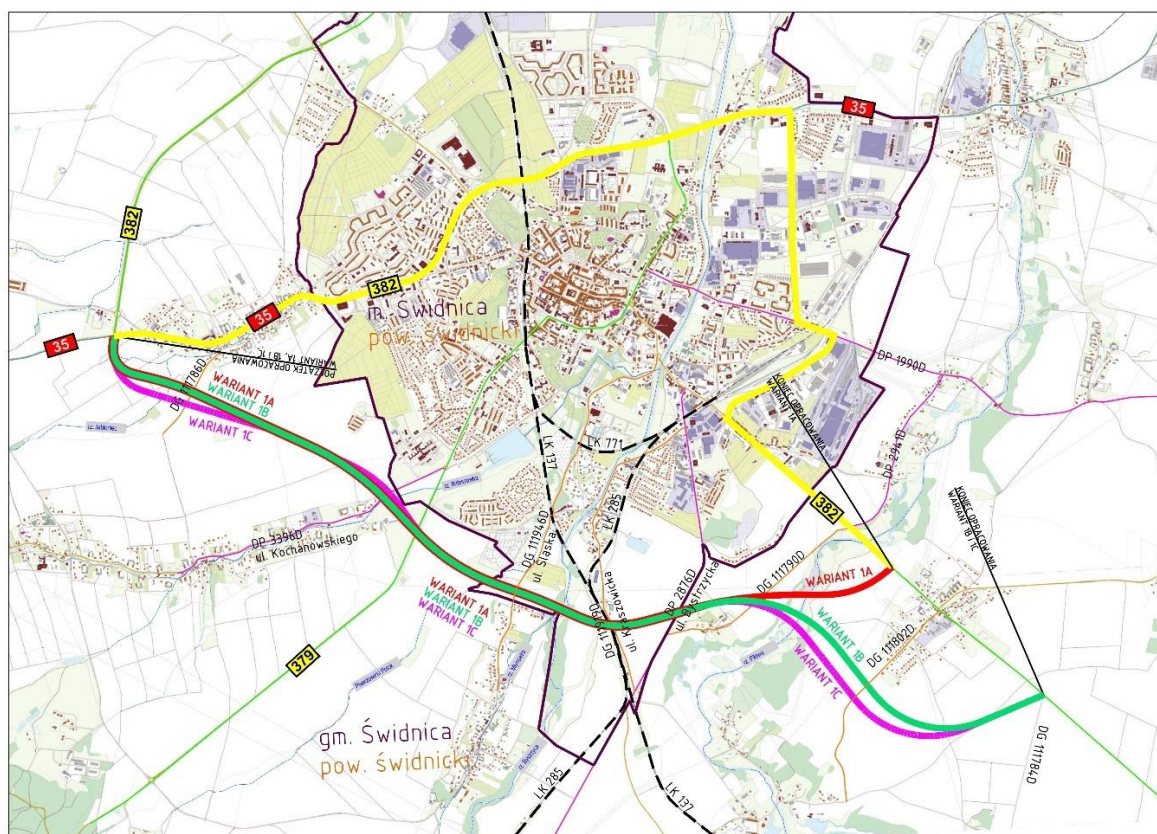 35
382
382
m. Świdnica
pow. świdnicki
35
35
POCZĄTEK OPRACOWANIA
WARIANT 1A, 1B i 1C
DG 111786D
WARIANT 1A
WARIANT 1B
WARIANT 1C
DP 1990D
KONIEC OPRACOWANIA
WARIANT 1A
LK 771
LK 137
DP 2941D
LK 285
382
KONIEC OPRACOWANIA
WARIANT 1B i 1C
DP 3396D
ul. Kochanowskiego
DG 111946D
ul. Śląska
DG 111790D
DP 2876D
ul. Bystrzycka
WARIANT 1A
WARIANT 1A
WARIANT 1B
WARIANT 1C
ul. Kraszowicka
WARIANT 1B
WARIANT 1C
DG 111802D
379
gm. Świdnica
pow. świdnicki
DG 111784D
LK 285
LK 137